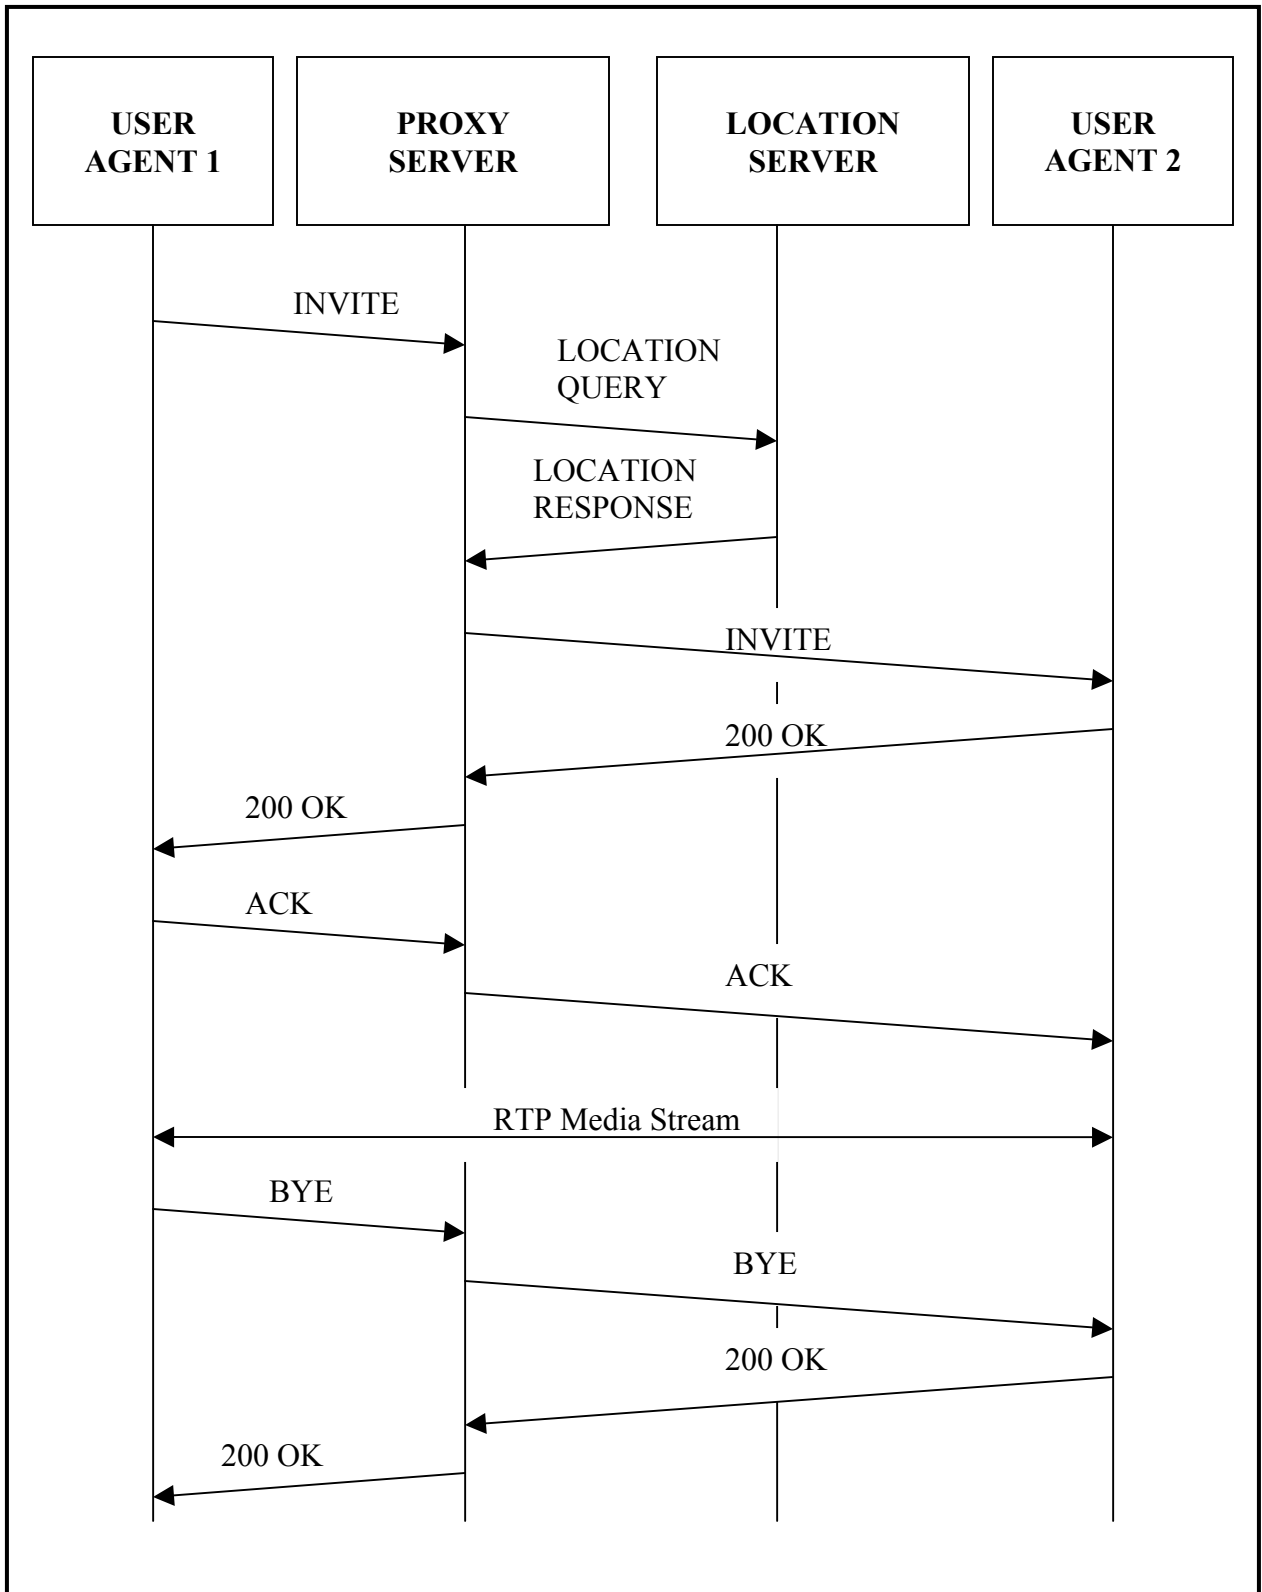 USER
AGENT 1
PROXY
SERVER
LOCATION
SERVER
USER
AGENT 2
INVITE
LOCATION
QUERY
LOCATION
RESPONSE
INVITE
200 OK
200 OK
ACK
ACK
RTP Media Stream
BYE
BYE
200 OK
200 OK